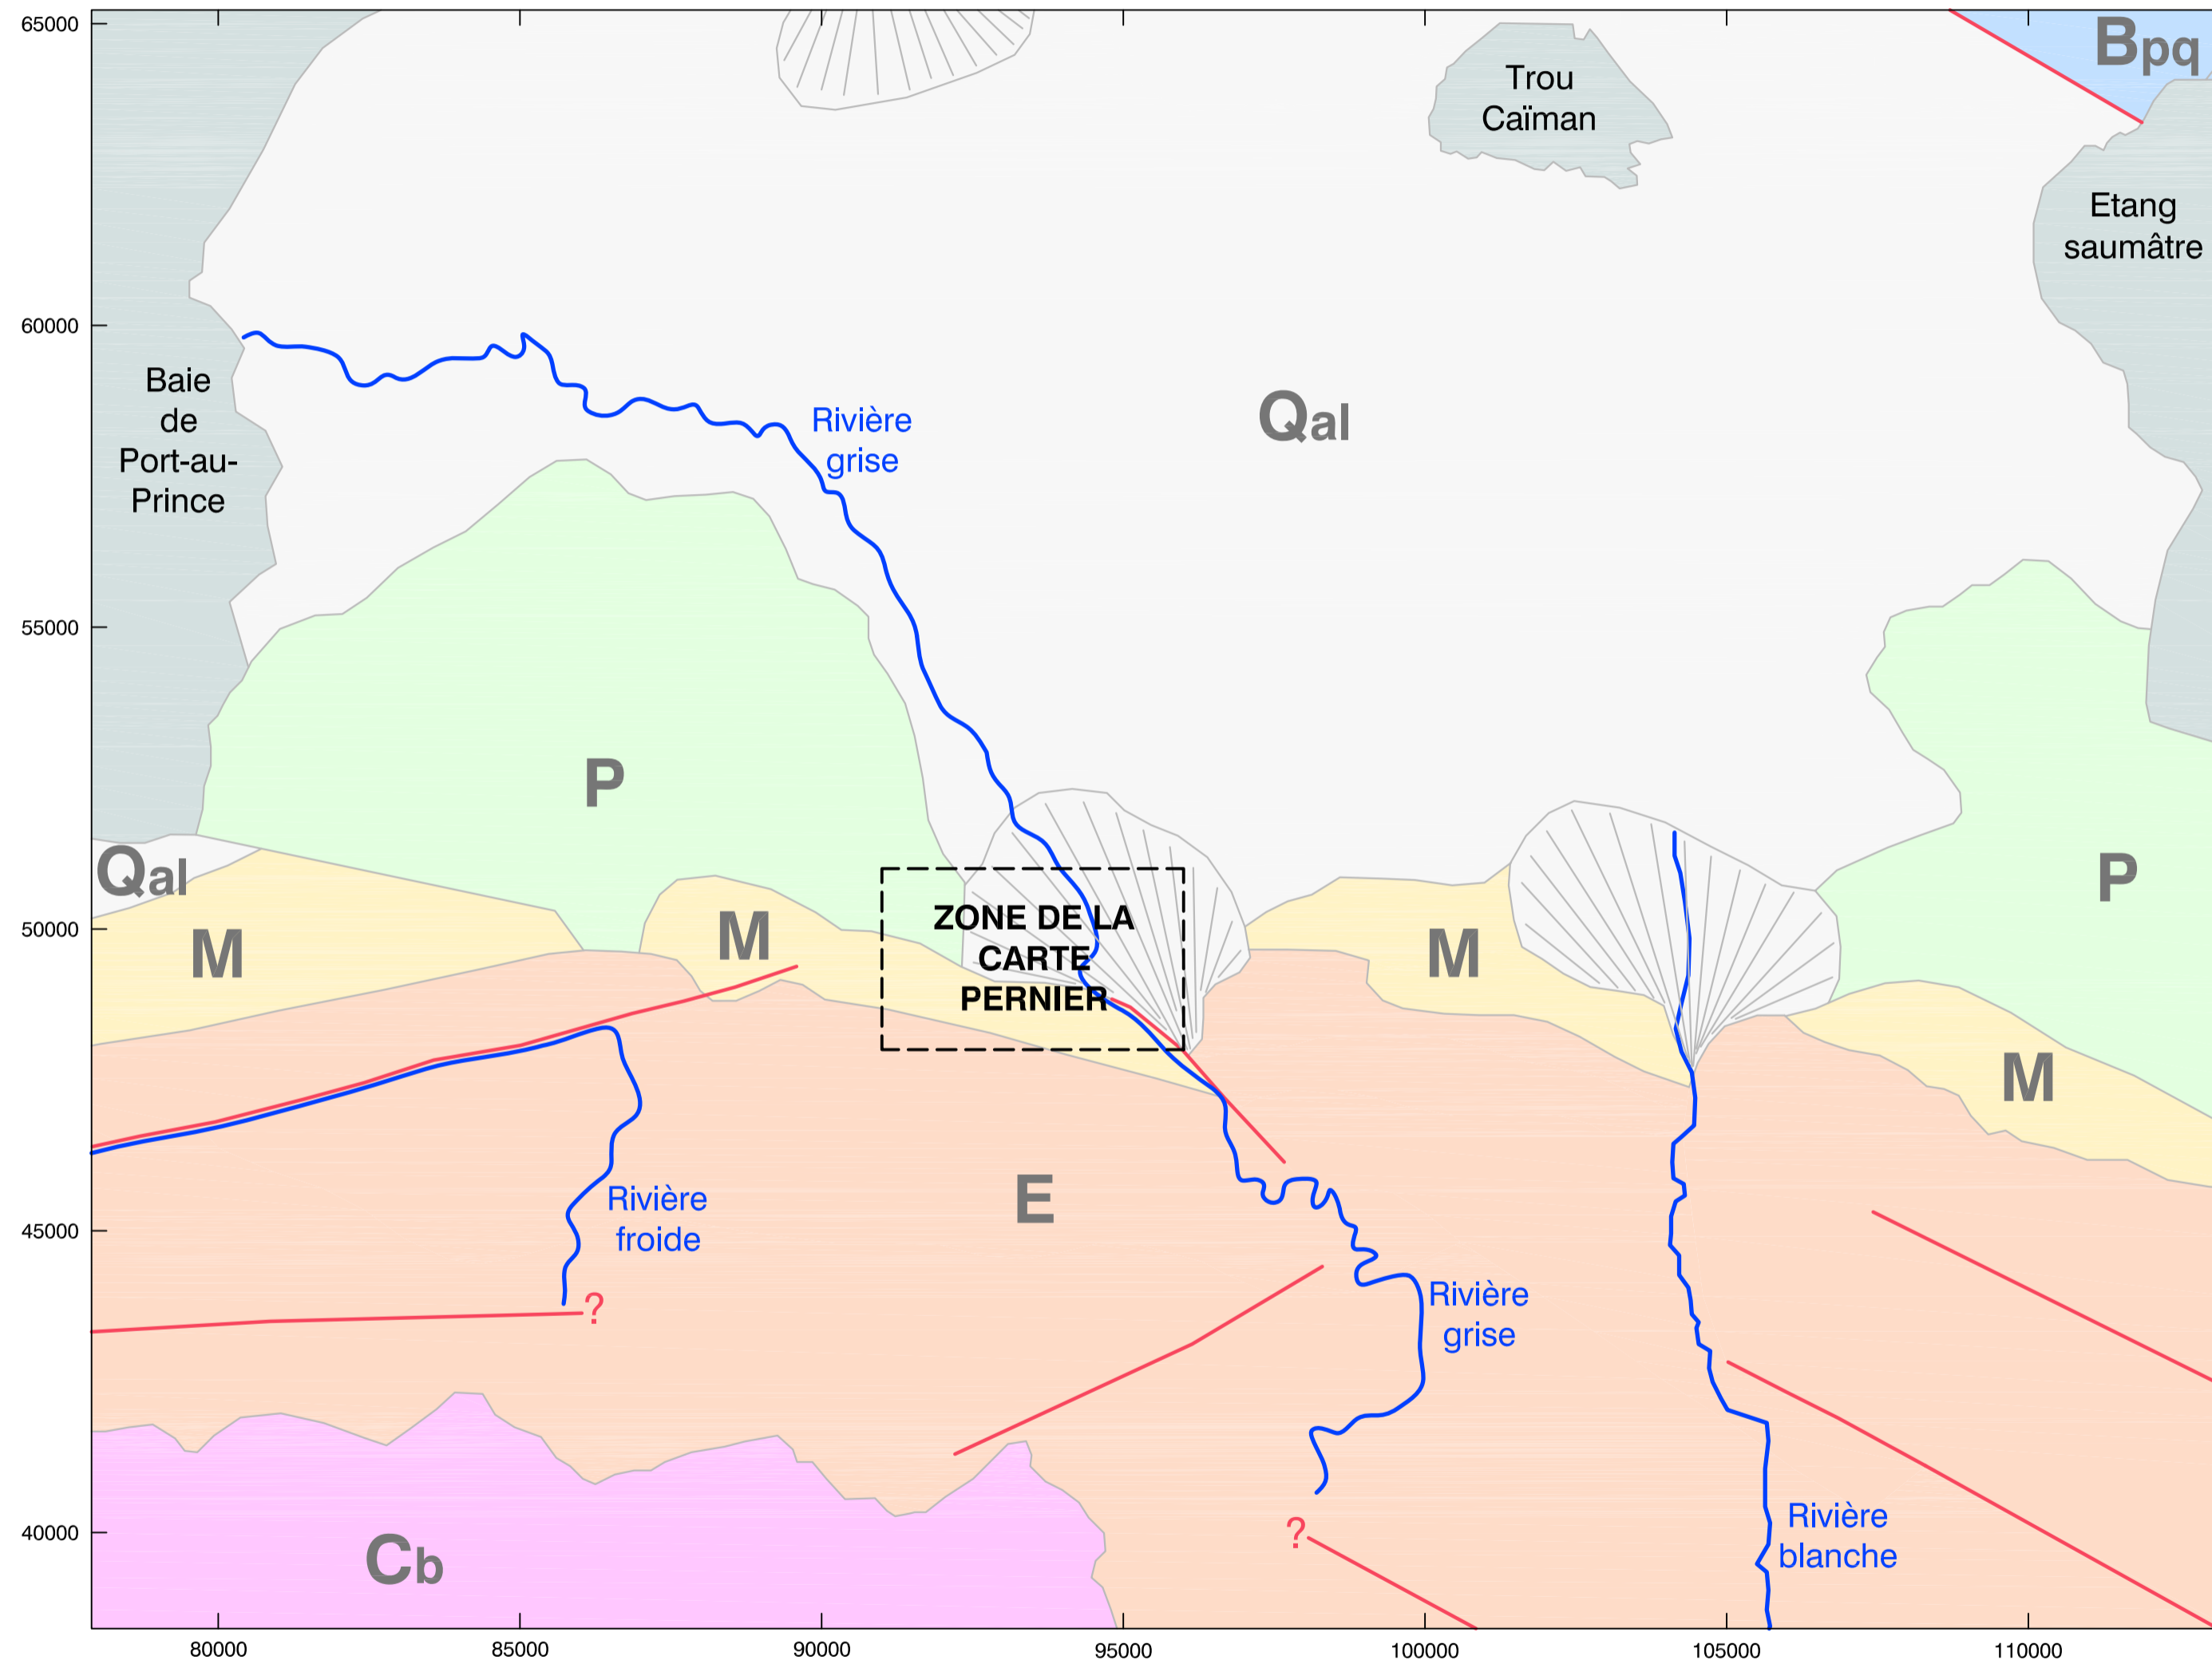 65000
60000
55000
50000
45000
40000
80000
85000
90000
95000
100000
105000
110000
Bpq
Trou
Caïman
Etang
saumâtre
Baie
de
Port-au-
Prince
Rivière
grise
Qal
P
Qal
M
M
ZONE DE LA
CARTE
PERNIER
M
P
M
E
Rivière
froide
?
Rivière
grise
?
Rivière
blanche
Cb